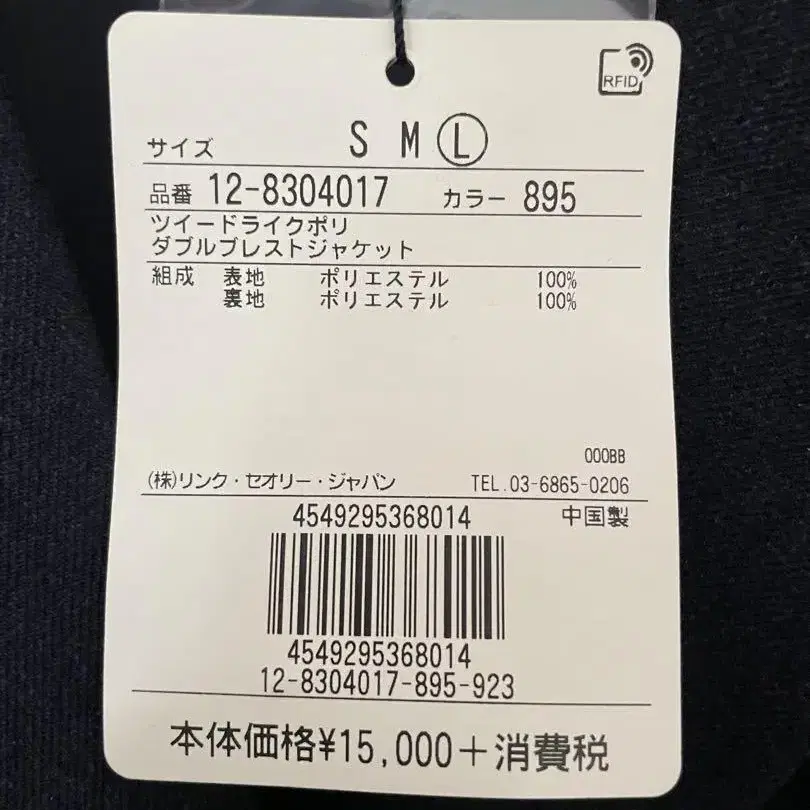 RFID
サイズ S M L
品番 12-8304017 カラー 895
ツイードライクポリ
ダブルブレストジャケット
組成 表地 ポリエステル 100%
裏地 ポリエステル 100%
000BB
(株)リンク・セオリー・ジャパン TEL.03-6865-0206
4549295368014 中国製
4549295368014
12-8304017-895-923
本体価格¥15,000+消費税